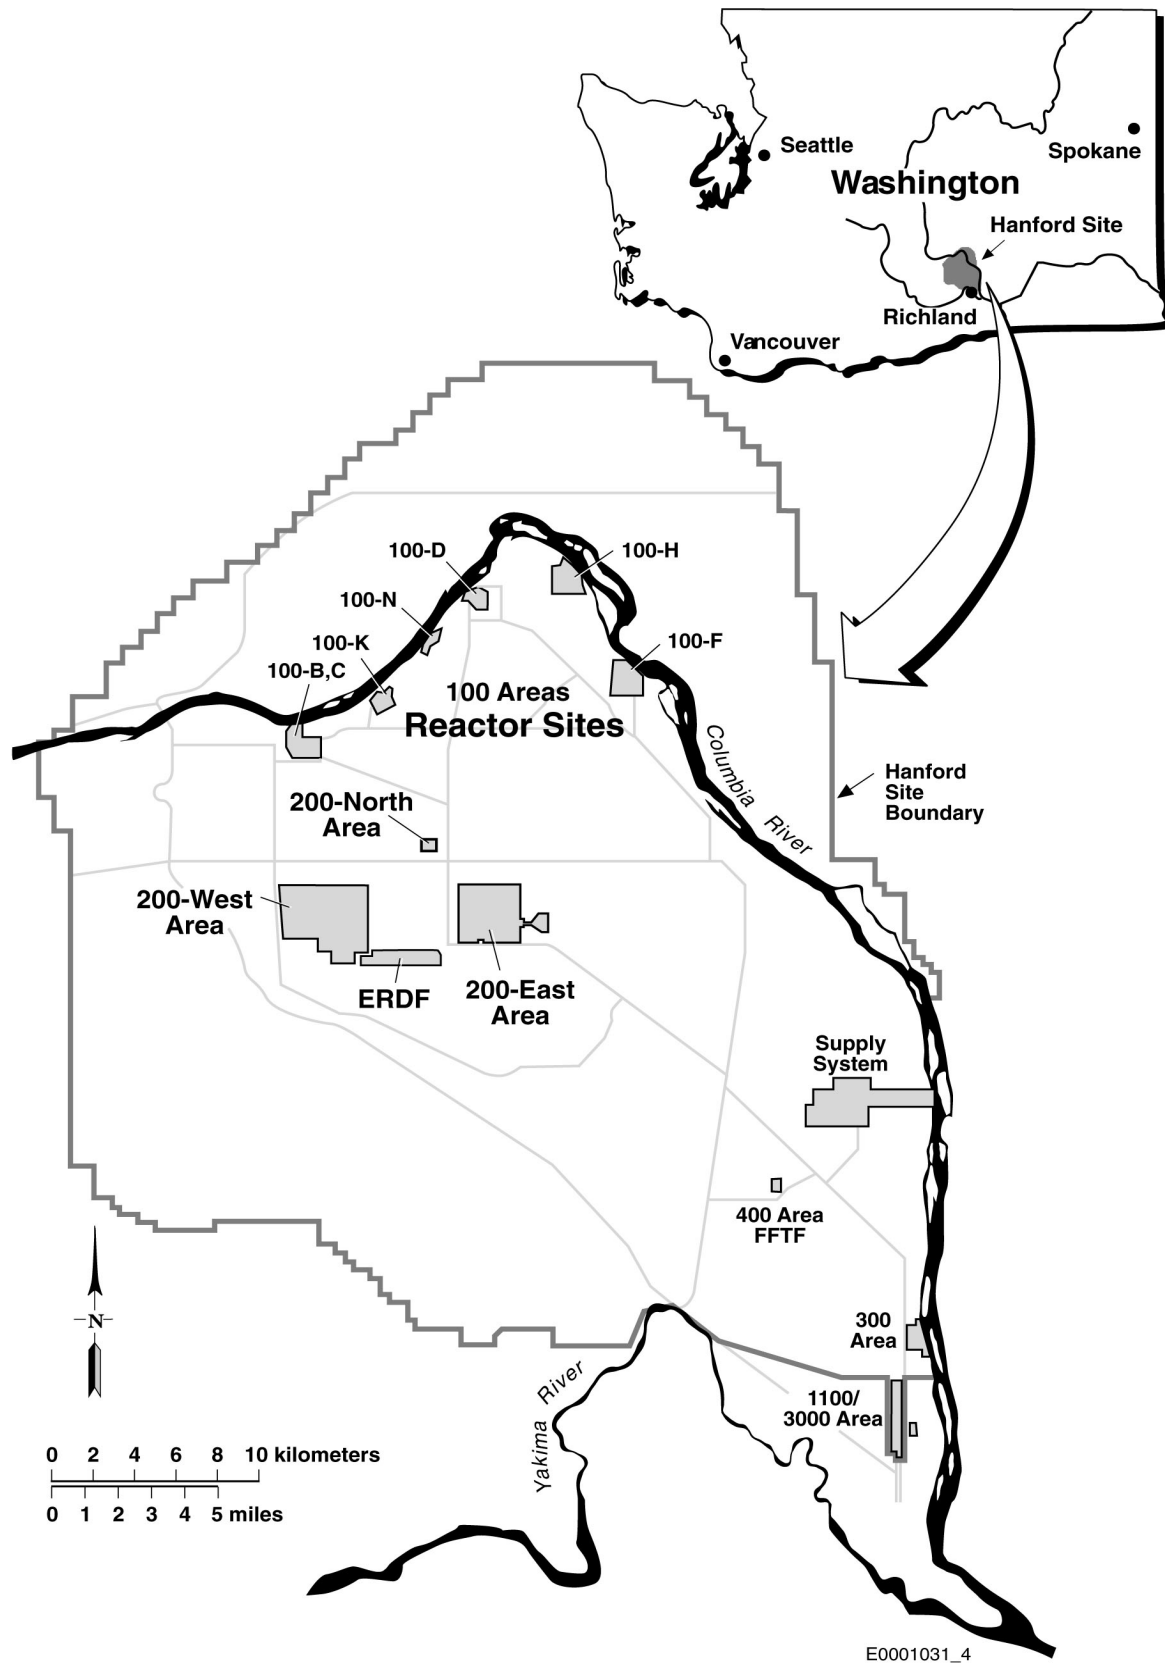 Seattle
Spokane
Washington
Hanford Site
Richland
Vancouver
100-D
100-H
100-N
100-K
100-F
100-B,C
100 Areas
Reactor Sites
Columbia
River
Hanford
Site
Boundary
200-North
Area
200-West
Area
ERDF
200-East
Area
Supply
System
400 Area
FFTF
N
300
Area
1100/
3000 Area
Yakima
River
0 2 4 6 8 10 kilometers
0 1 2 3 4 5 miles
E0001031_4